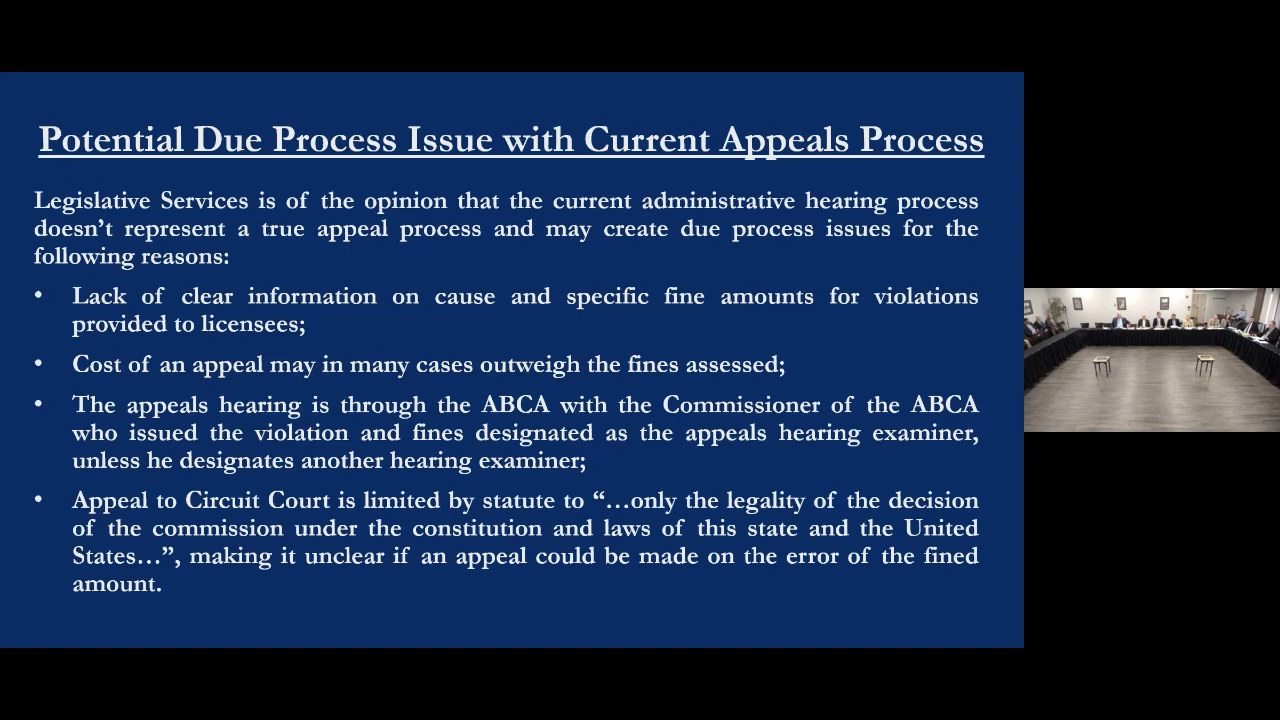 Potential Due Process Issue with Current Appeals Process
Legislative Services is of the opinion that the current administrative hearing process
doesn’t represent a true appeal process and may create due process issues for the
following reasons:
• Lack of clear information on cause and specific fine amounts for violations
provided to licensees;
• Cost of an appeal may in many cases outweigh the fines assessed;
• The appeals hearing is through the ABCA with the Commissioner of the ABCA
who issued the violation and fines designated as the appeals hearing examiner,
unless he designates another hearing examiner;
• Appeal to Circuit Court is limited by statute to “…only the legality of the decision
of the commission under the constitution and laws of this state and the United
States…”, making it unclear if an appeal could be made on the error of the fined
amount.